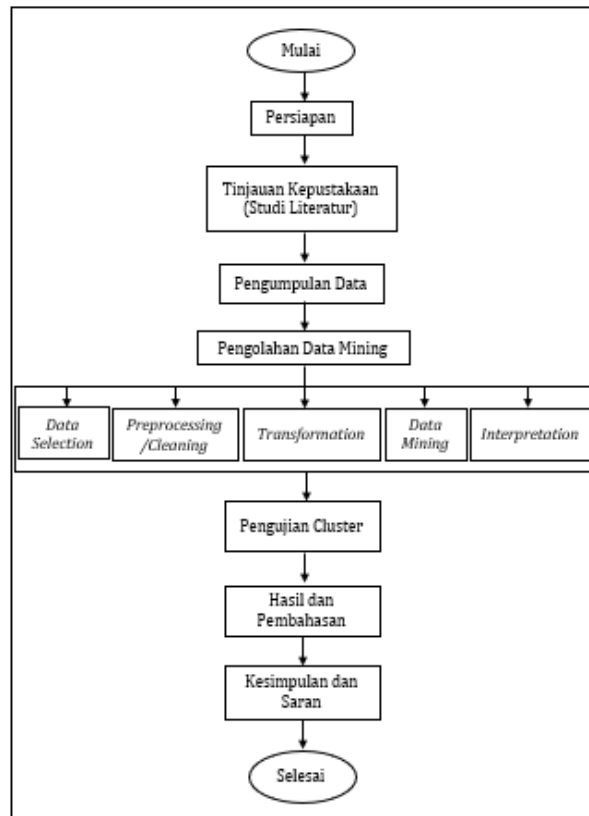 Mulai
Persiapan
Tinjauan Kepustakaan
(Studi Literatur)
Pengumpulan Data
Pengolahan Data Mining
Data
Selection
Preprocessing
/Cleaning
Transformation
Data
Mining
Interpretation
Pengujian Cluster
Hasil dan
Pembahasan
Kesimpulan dan
Saran
Selesai